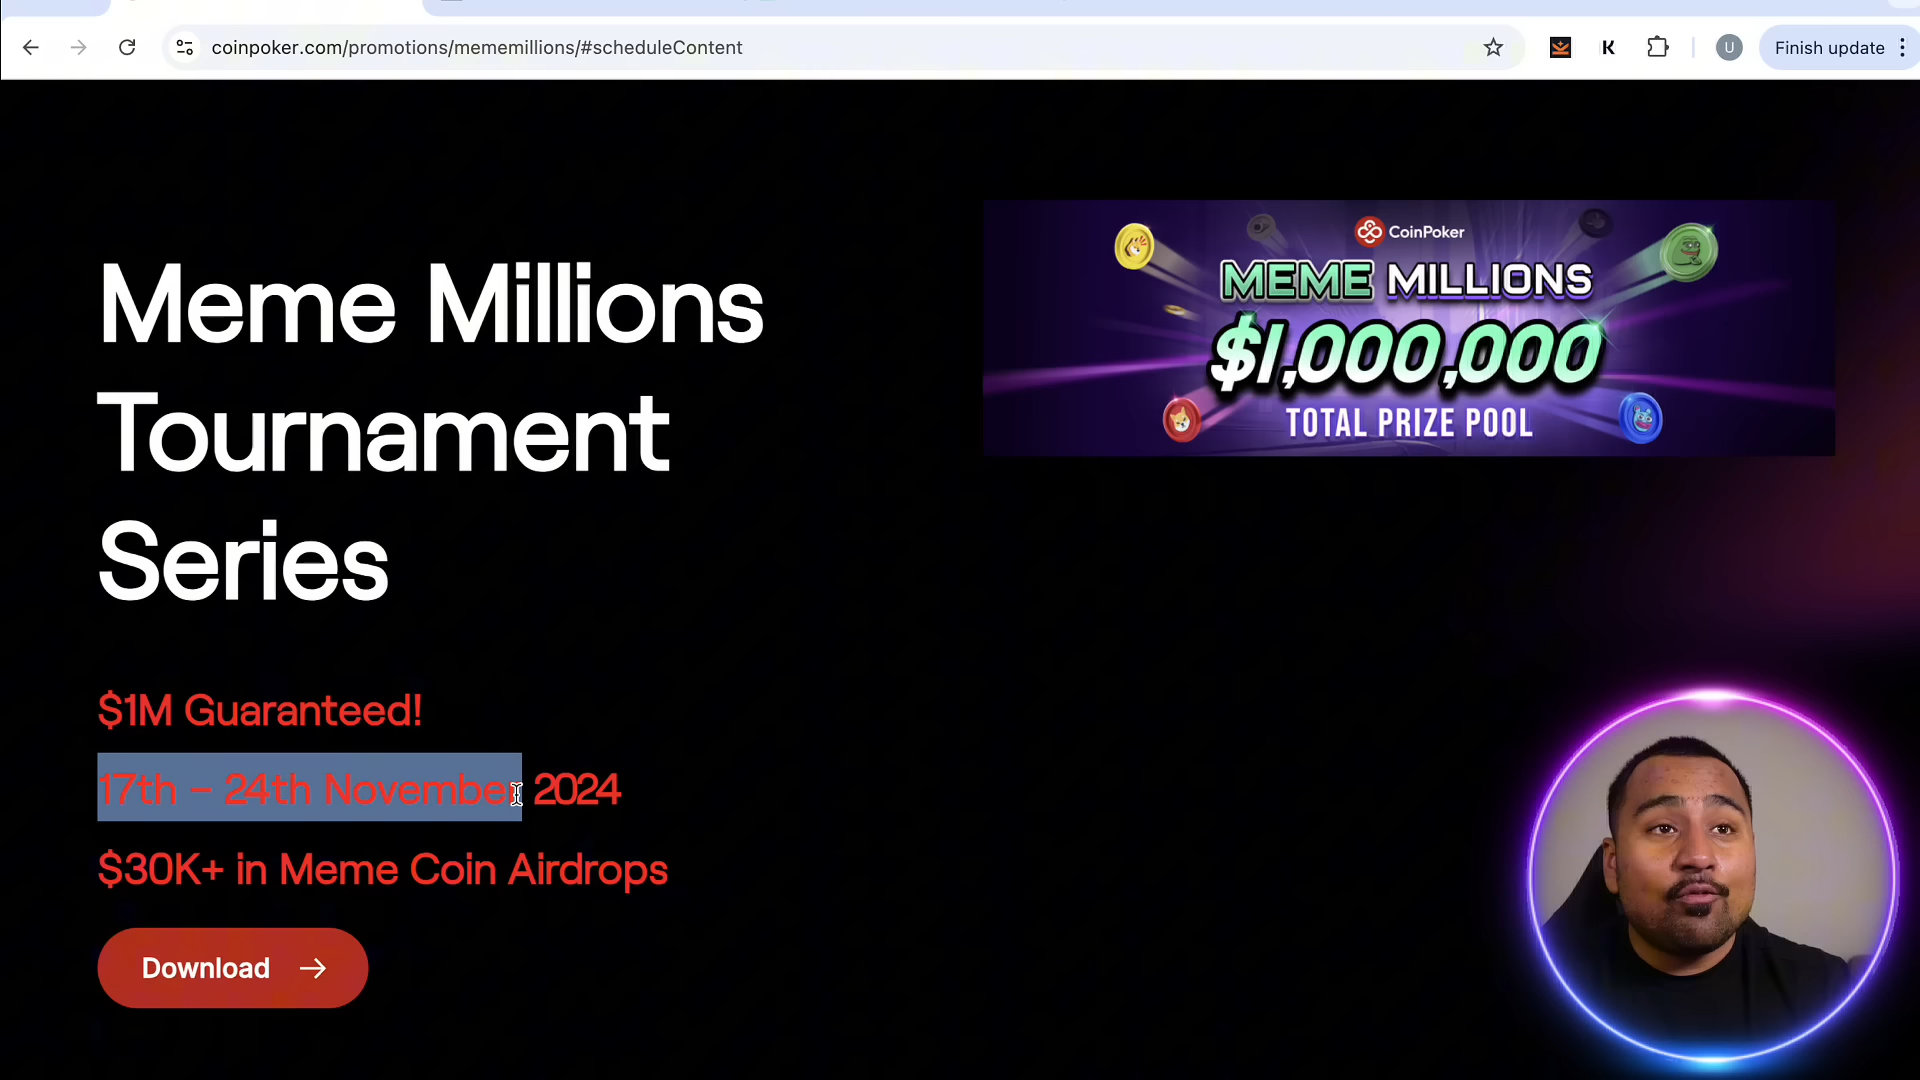 coinpoker.com/promotions/mememillions/#scheduleContent
K
U
Finish update
Meme Millions
Tournament
Series
$1M Guaranteed!
17th – 24th November 2024
$30K+ in Meme Coin Airdrops
Download
CoinPoker
MEME MILLIONS
$1,000,000
TOTAL PRIZE POOL